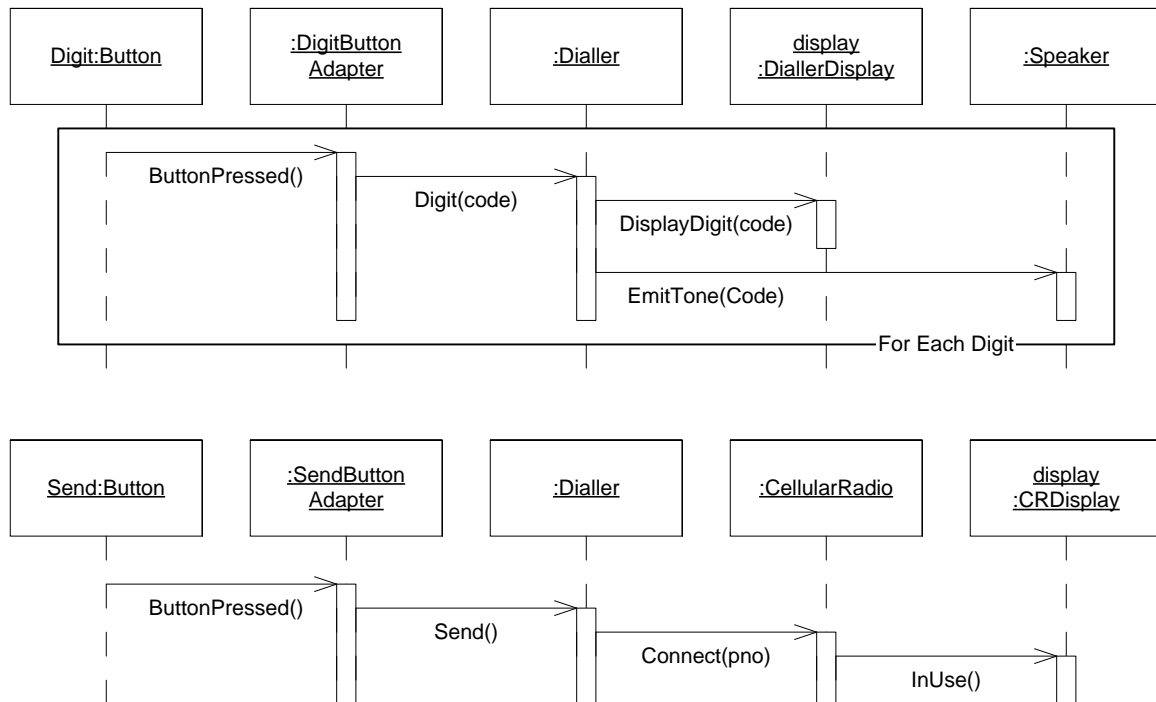 Digit:Button
:DigitButton
Adapter
:Dialler
display
:DiallerDisplay
:Speaker
ButtonPressed()
Digit(code)
DisplayDigit(code)
EmitTone(Code)
For Each Digit
Send:Button
:SendButton
Adapter
:Dialler
:CellularRadio
display
:CRDisplay
ButtonPressed()
Send()
Connect(pno)
InUse()